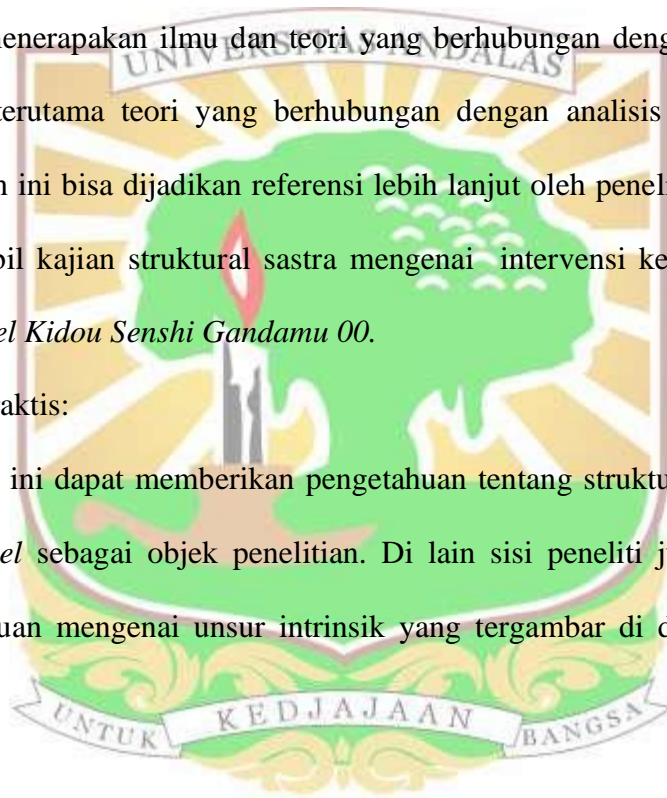 menerapakan ilmu dan teori yang berhubungan deng
UNIVERSITAS ANDALAS
terutama teori yang berhubungan dengan analisis
n ini bisa dijadikan referensi lebih lanjut oleh penel
bil kajian struktural sastra mengenai intervensi ke
el Kidou Senshi Gandamu 00.
aktis:
ini dapat memberikan pengetahuan tentang struktu
el sebagai objek penelitian. Di lain sisi peneliti j
uan mengenai unsur intrinsik yang tergambar di d
UNTUK KEDJAJAAN BANGSA